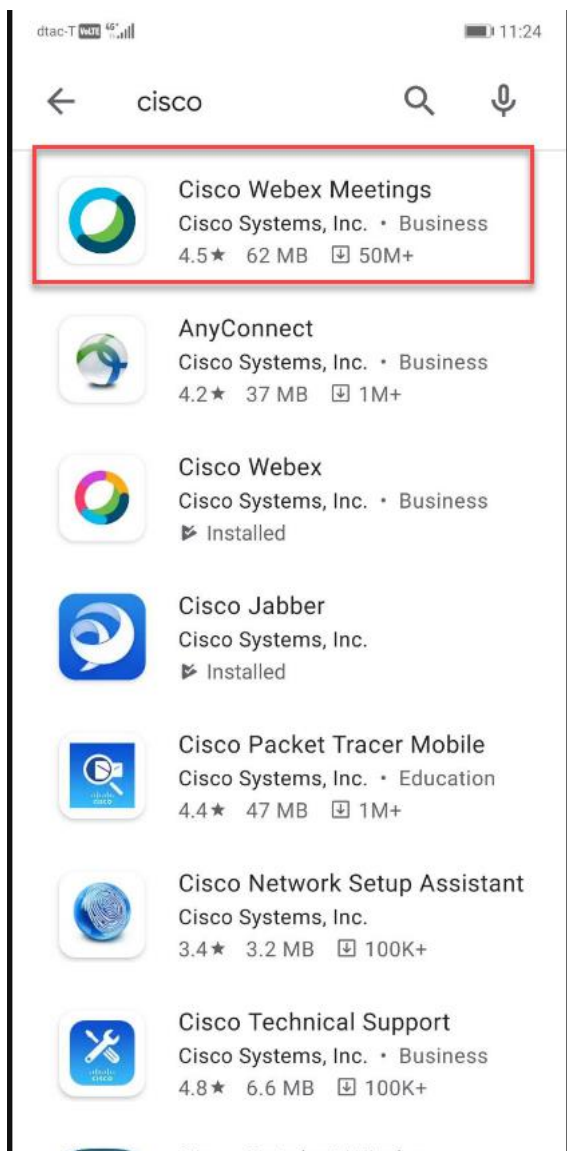 dtac-T VoLTE 4G+ 11:24
cisco
Cisco Webex Meetings
Cisco Systems, Inc. • Business
4.5★ 62 MB 50M+
AnyConnect
Cisco Systems, Inc. • Business
4.2★ 37 MB 1M+
Cisco Webex
Cisco Systems, Inc. • Business
Installed
Cisco Jabber
Cisco Systems, Inc.
Installed
Cisco Packet Tracer Mobile
Cisco Systems, Inc. • Education
4.4★ 47 MB 1M+
cisco
Cisco Network Setup Assistant
Cisco Systems, Inc.
3.4★ 3.2 MB 100K+
Cisco Technical Support
Cisco Systems, Inc. • Business
4.8★ 6.6 MB 100K+
cisco